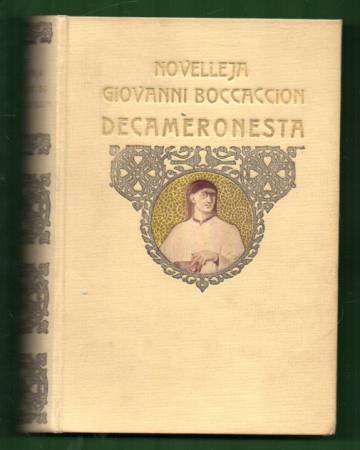 NOVELLEJA
GIOVANNI BOCCACCION
DECAMÈRONESTA